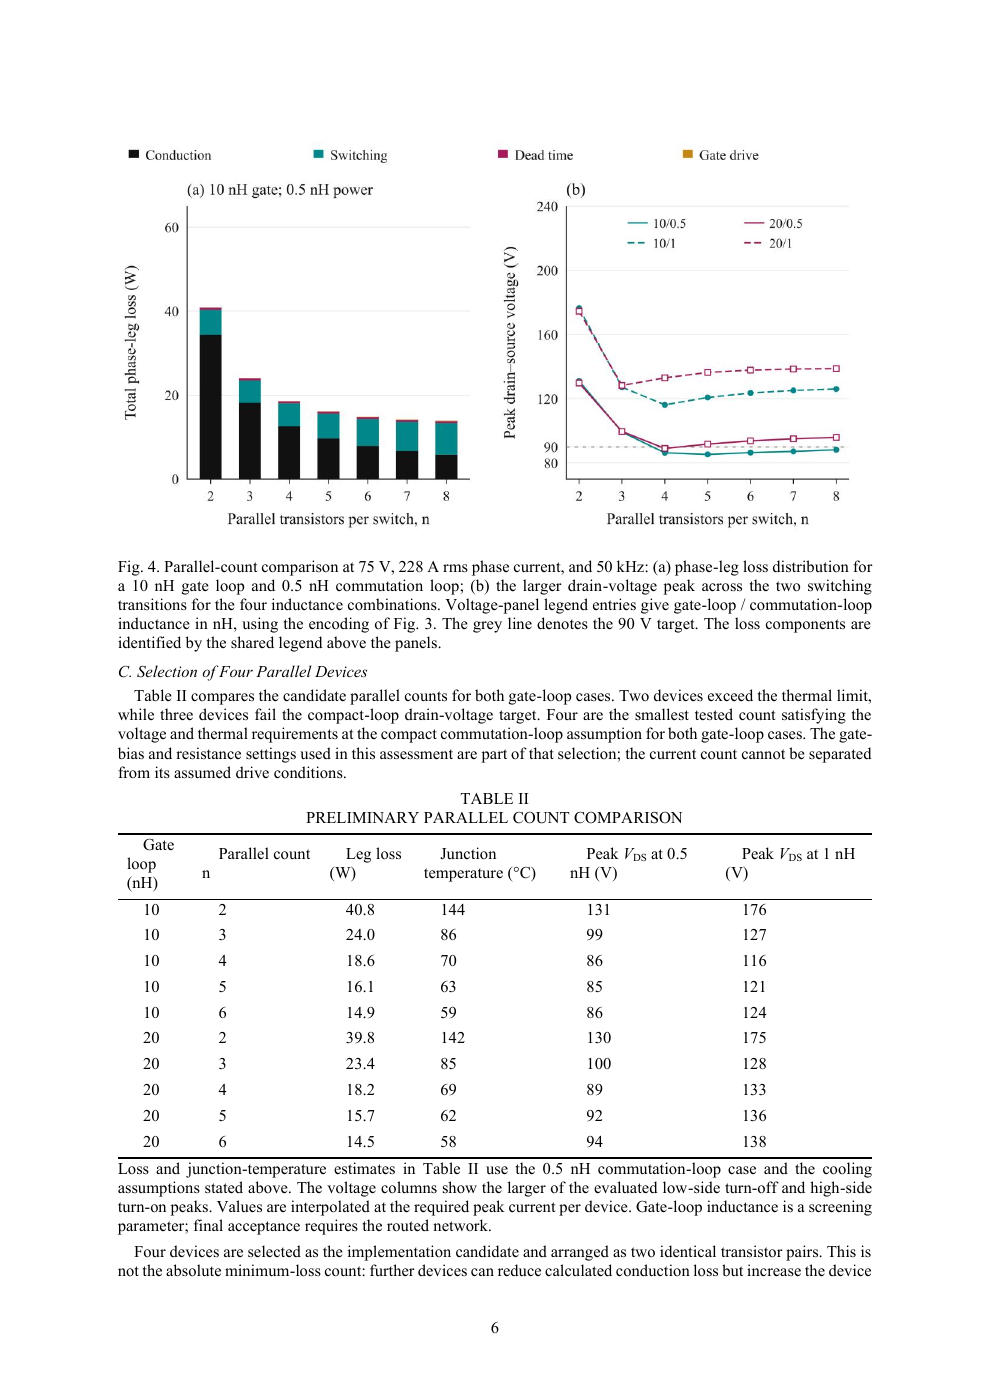 Conduction Switching Dead time Gate drive
(a) 10 nH gate; 0.5 nH power
Total phase-leg loss (W)
60
40
20
0
2 3 4 5 6 7 8
Parallel transistors per switch, n
(b)
Peak drain–source voltage (V)
240
200
160
120
90
80
10/0.5 20/0.5
10/1 20/1
2 3 4 5 6 7 8
Parallel transistors per switch, n
Fig. 4. Parallel-count comparison at 75 V, 228 A rms phase current, and 50 kHz: (a) phase-leg loss distribution for
a 10 nH gate loop and 0.5 nH commutation loop; (b) the larger drain-voltage peak across the two switching
transitions for the four inductance combinations. Voltage-panel legend entries give gate-loop / commutation-loop
inductance in nH, using the encoding of Fig. 3. The grey line denotes the 90 V target. The loss components are
identified by the shared legend above the panels.
C. Selection of Four Parallel Devices
Table II compares the candidate parallel counts for both gate-loop cases. Two devices exceed the thermal limit,
while three devices fail the compact-loop drain-voltage target. Four are the smallest tested count satisfying the
voltage and thermal requirements at the compact commutation-loop assumption for both gate-loop cases. The gate-
bias and resistance settings used in this assessment are part of that selection; the current count cannot be separated
from its assumed drive conditions.
TABLE II
PRELIMINARY PARALLEL COUNT COMPARISON
Gate loop (nH) Parallel count n Leg loss (W) Junction temperature (°C) Peak VDS at 0.5 nH (V) Peak VDS at 1 nH (V)
10 2 40.8 144 131 176
10 3 24.0 86 99 127
10 4 18.6 70 86 116
10 5 16.1 63 85 121
10 6 14.9 59 86 124
20 2 39.8 142 130 175
20 3 23.4 85 100 128
20 4 18.2 69 89 133
20 5 15.7 62 92 136
20 6 14.5 58 94 138
Loss and junction-temperature estimates in Table II use the 0.5 nH commutation-loop case and the cooling
assumptions stated above. The voltage columns show the larger of the evaluated low-side turn-off and high-side
turn-on peaks. Values are interpolated at the required peak current per device. Gate-loop inductance is a screening
parameter; final acceptance requires the routed network.
Four devices are selected as the implementation candidate and arranged as two identical transistor pairs. This is
not the absolute minimum-loss count: further devices can reduce calculated conduction loss but increase the device
6